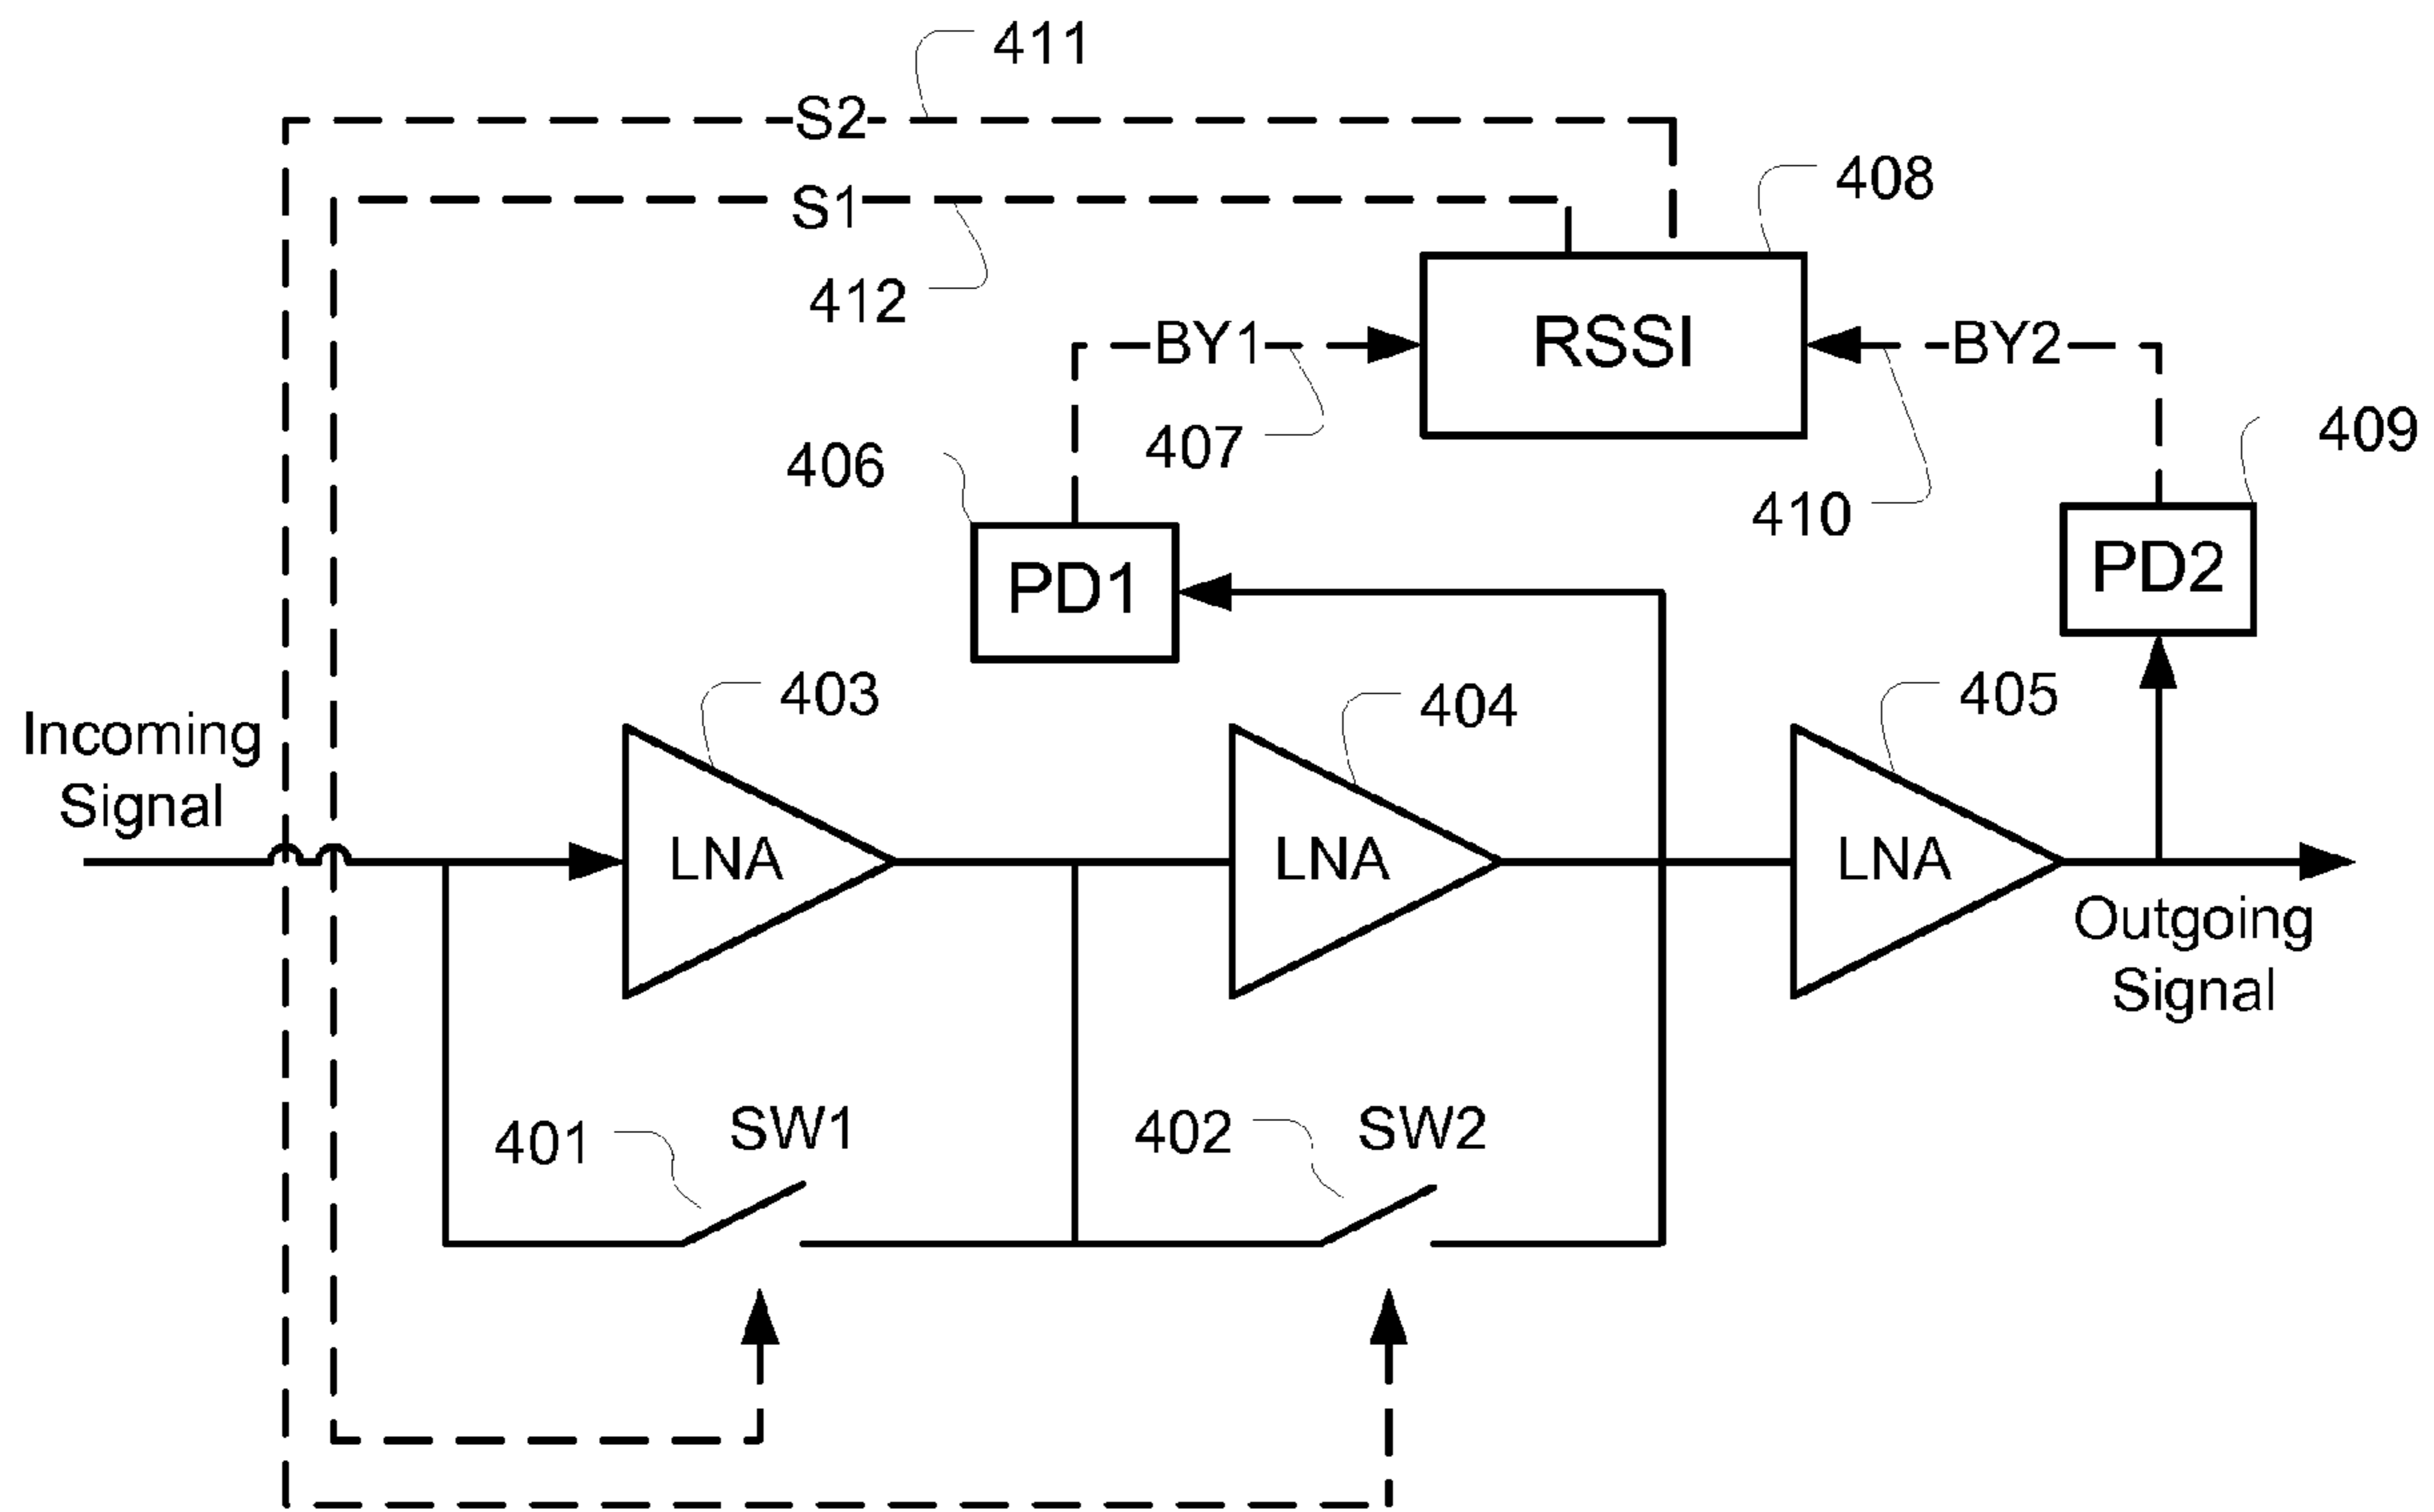 411
S2
408
S1
412
RSSI
BY1
BY2
409
407
406
410
PD1
PD2
403
404
405
Incoming
Signal
LNA
LNA
LNA
Outgoing
Signal
401
SW1
402
SW2